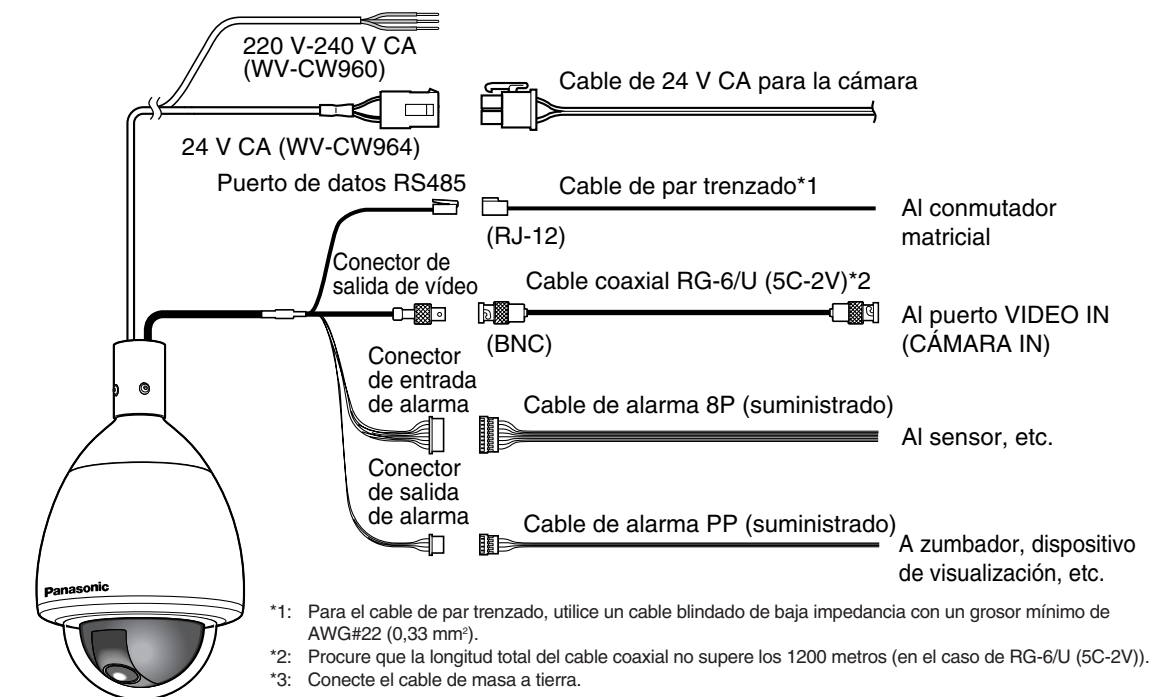 220 V-240 V CA
(WV-CW960)
Cable de 24 V CA para la cámara
24 V CA (WV-CW964)
Puerto de datos RS485
Cable de par trenzado*1
(RJ-12)
Al conmutador
matricial
Conector de
salida de vídeo
Cable coaxial RG-6/U (5C-2V)*2
(BNC)
Al puerto VIDEO IN
(CÁMARA IN)
Conector
de entrada
de alarma
Cable de alarma 8P (suministrado)
Al sensor, etc.
Conector
de salida
de alarma
Cable de alarma PP (suministrado)
A zumbador, dispositivo
de visualización, etc.
Panasonic
*1: Para el cable de par trenzado, utilice un cable blindado de baja impedancia con un grosor mínimo de
AWG#22 (0,33 mm²).
*2: Procure que la longitud total del cable coaxial no supere los 1200 metros (en el caso de RG-6/U (5C-2V)).
*3: Conecte el cable de masa a tierra.